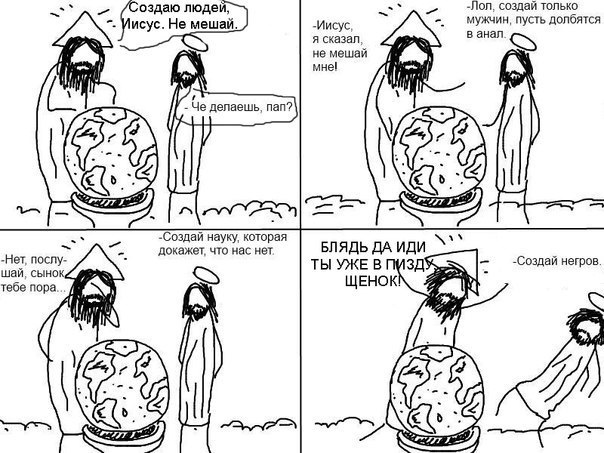 Создаю людей,
Иисус. Не мешай.
Че делаешь, пап?
-Иисус,
я сказал,
не мешай
мне!
-Лол, создай только
мужчин, пусть долбятся
в анал.
-Нет, послу-
шай, сынок,
тебе пора...
-Создай науку, которая
докажет, что нас нет.
БЛЯДЬ ДА ИДИ
ТЫ УЖЕ В ПИЗДУ,
ЩЕНОК!
-Создай негров.